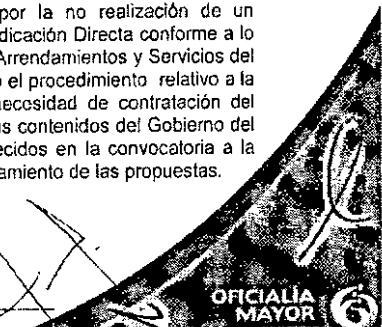 por la no realización de un
dicación Directa conforme a lo
Arrendamientos y Servicios del
o el procedimiento relativo a la
necesidad de contratación del
us contenidos del Gobierno del
ecidos en la convocatoria a la
amiento de las propuestas.
OFICIALÍA
MAYOR